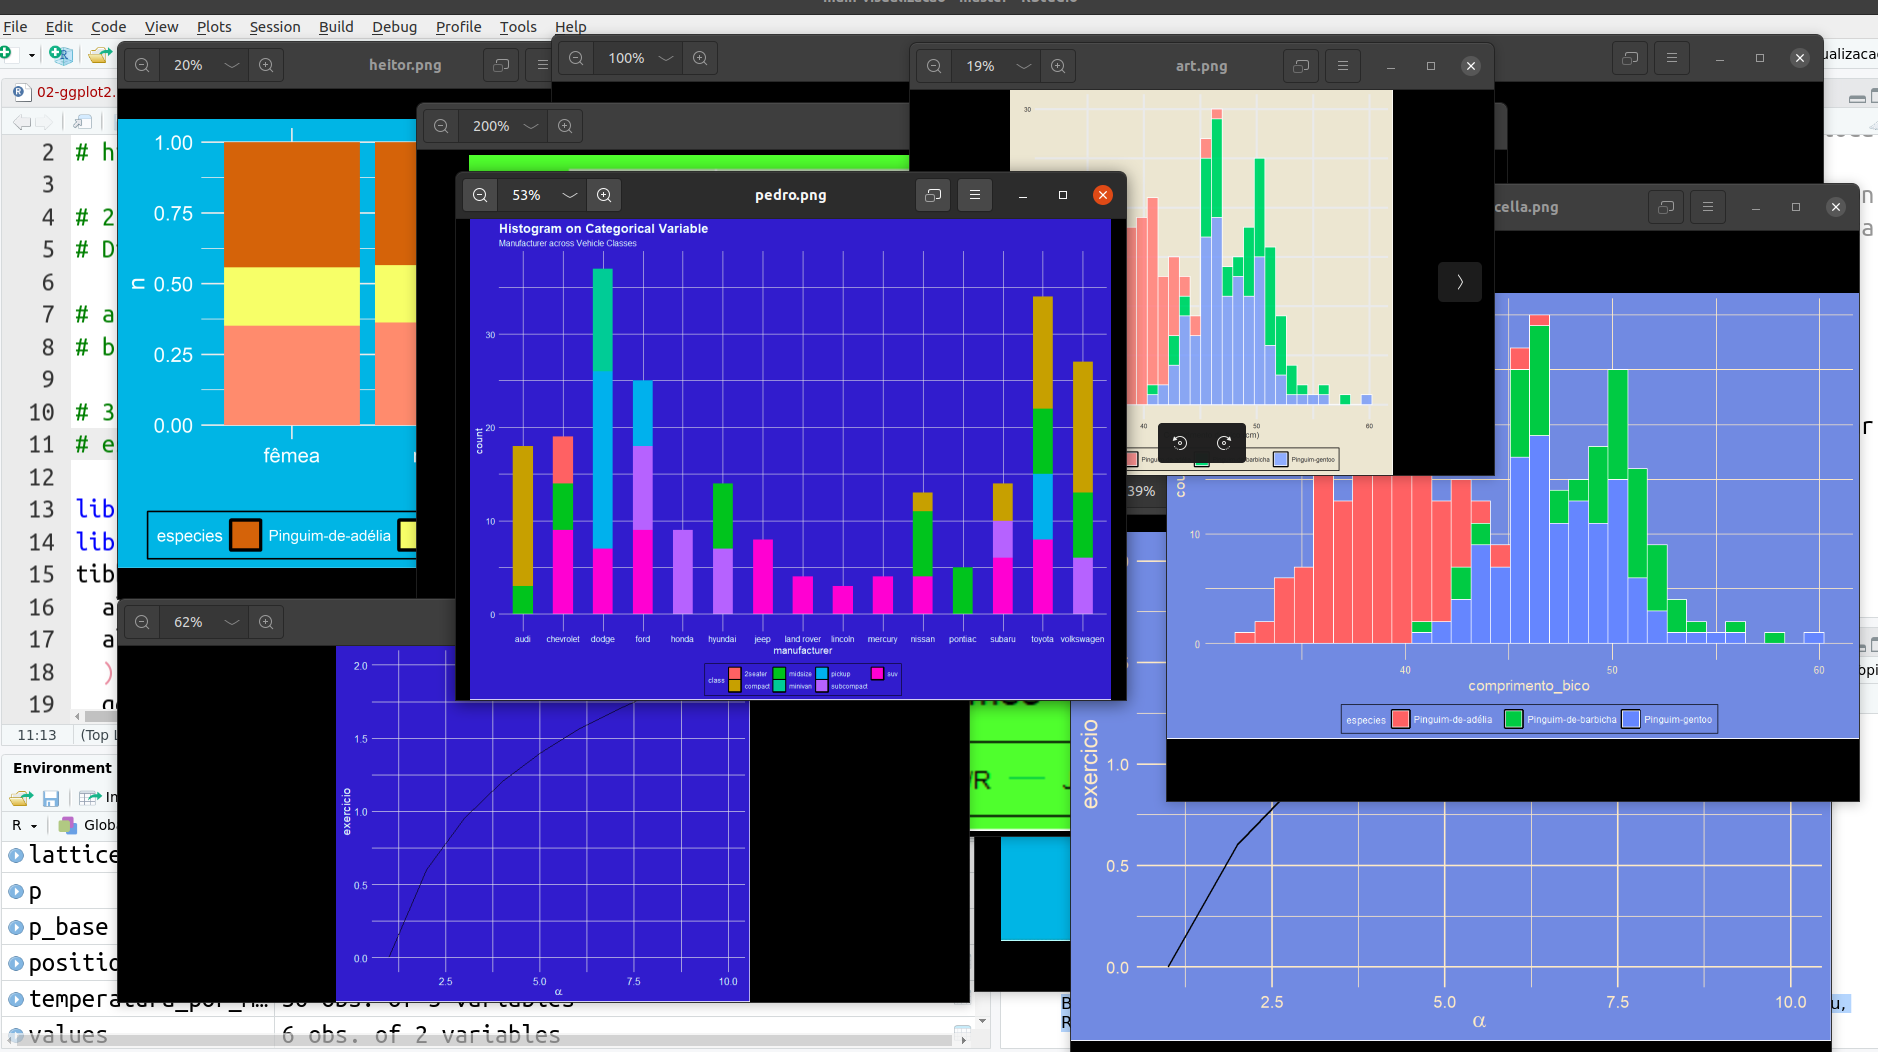 File Edit Code View Plots Session Build Debug Profile Tools Help
02-ggplot2.
2 # h
3
4 # 2
5 # D
6
7 # a
8 # b
9
10 # 3
11 # e
12
13 lib
14 lib
15 tib
16 a
17 a
18 )
19
11:13 (Top L
Environment
R Glob
lattice
p
p_base
positio
values 6 obs. of 2 variables
20% heitor.png
1.00
0.75
0.50
0.25
0.00
n
fêmea
especies Pinguim-de-adélia
100%
200%
19% art.png
30
40 50 60
cm)
Pingu barbicha Pinguim-gentoo
53% pedro.png
Histogram on Categorical Variable
Manufacturer across Vehicle Classes
count
30
20
10
0
audi chevrolet dodge ford honda hyundai jeep land rover lincoln mercury nissan pontiac subaru toyota volkswagen
manufacturer
class 2seater midsize pickup suv
compact minivan subcompact
cella.png
10
0
40 50 60
comprimento_bico
especies Pinguim-de-adélia Pinguim-de-barbicha Pinguim-gentoo
39%
62%
2.0
1.5
1.0
0.5
0.0
exercicio
2.5 5.0 7.5 10.0
α
/R
exercicio
1.0
0.5
0.0
2.5 5.0 7.5 10.0
α